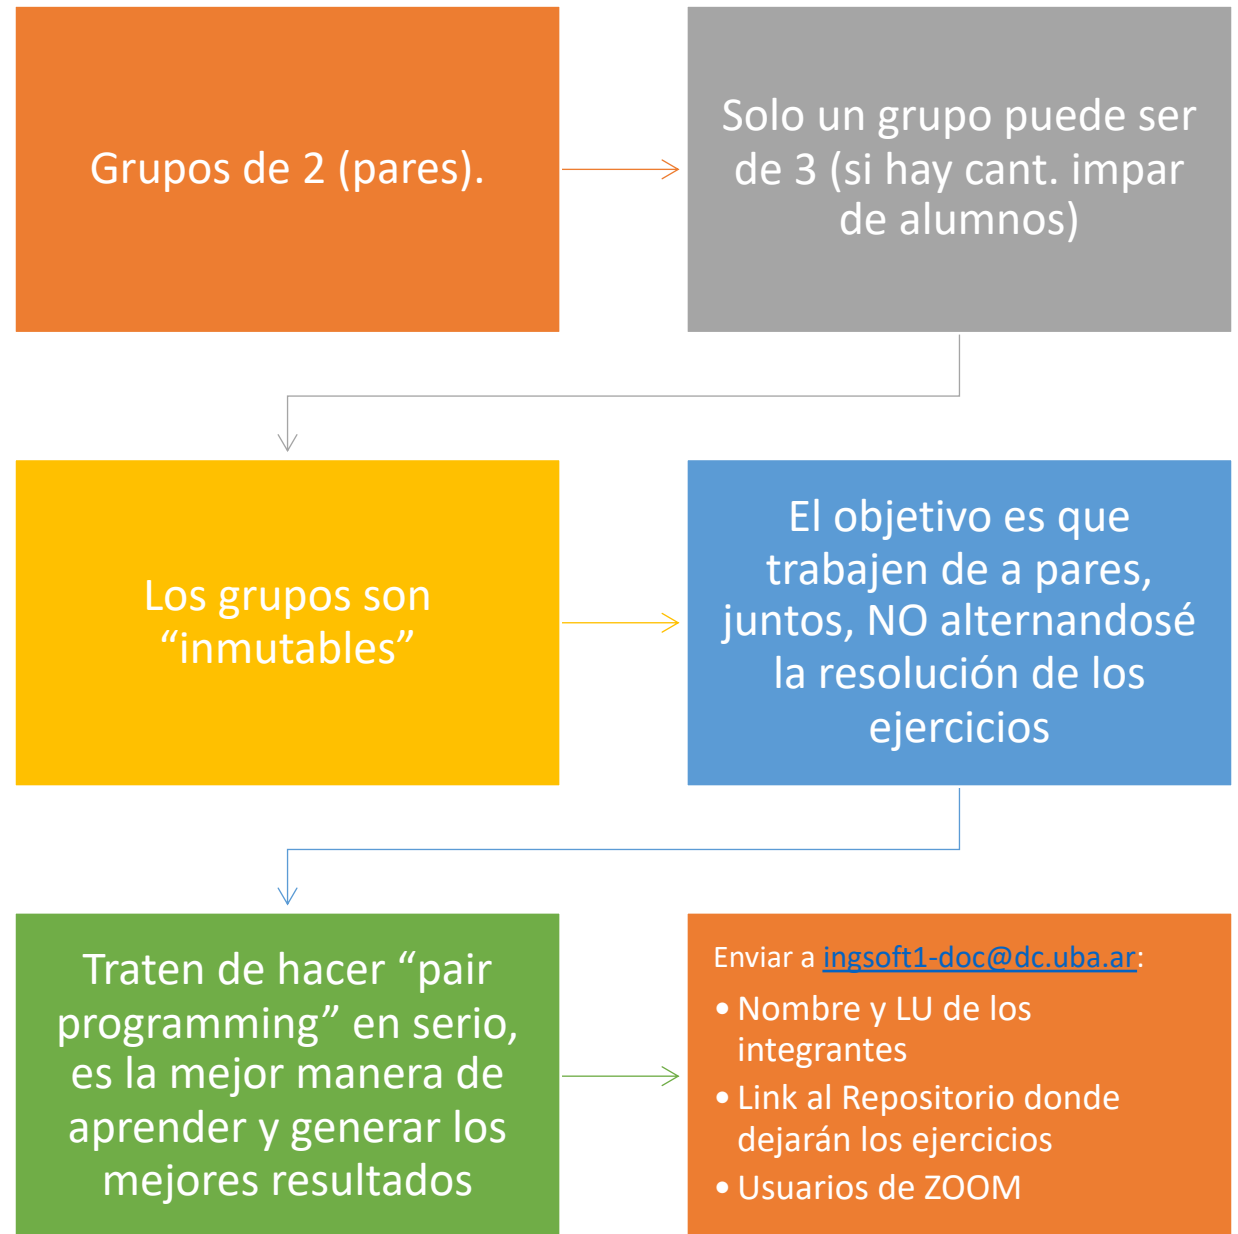 Grupos de 2 (pares).
Solo un grupo puede ser
de 3 (si hay cant. impar
de alumnos)
Los grupos son
“inmutables”
El objetivo es que
trabajen de a pares,
juntos, NO alternandosé
la resolución de los
ejercicios
Traten de hacer “pair
programming” en serio,
es la mejor manera de
aprender y generar los
mejores resultados
Enviar a ingsoft1-doc@dc.uba.ar:
• Nombre y LU de los
integrantes
• Link al Repositorio donde
dejarán los ejercicios
• Usuarios de ZOOM